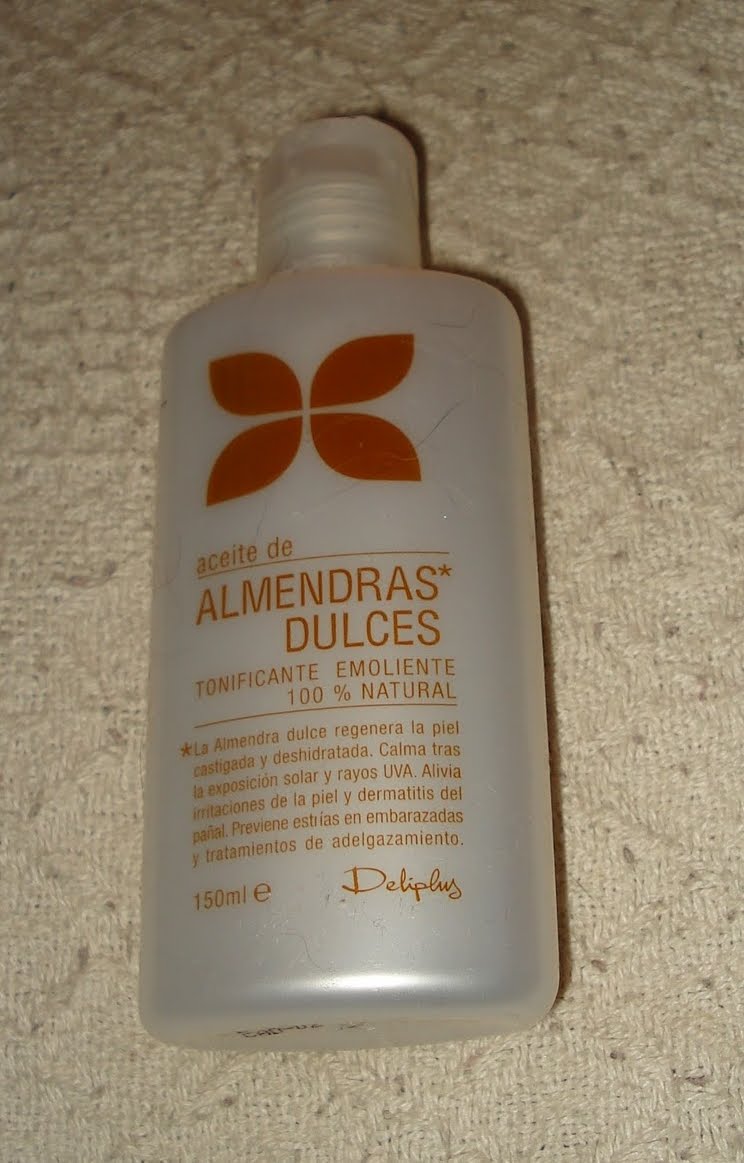 aceite de
ALMENDRAS*
DULCES
TONIFICANTE EMOLIENTE
100 % NATURAL
*La Almendra dulce regenera la piel
castigada y deshidratada. Calma tras
la exposición solar y rayos UVA. Alivia
irritaciones de la piel y dermatitis del
pañal. Previene estrías en embarazadas
y tratamientos de adelgazamiento.
150ml ℮ Deliplus